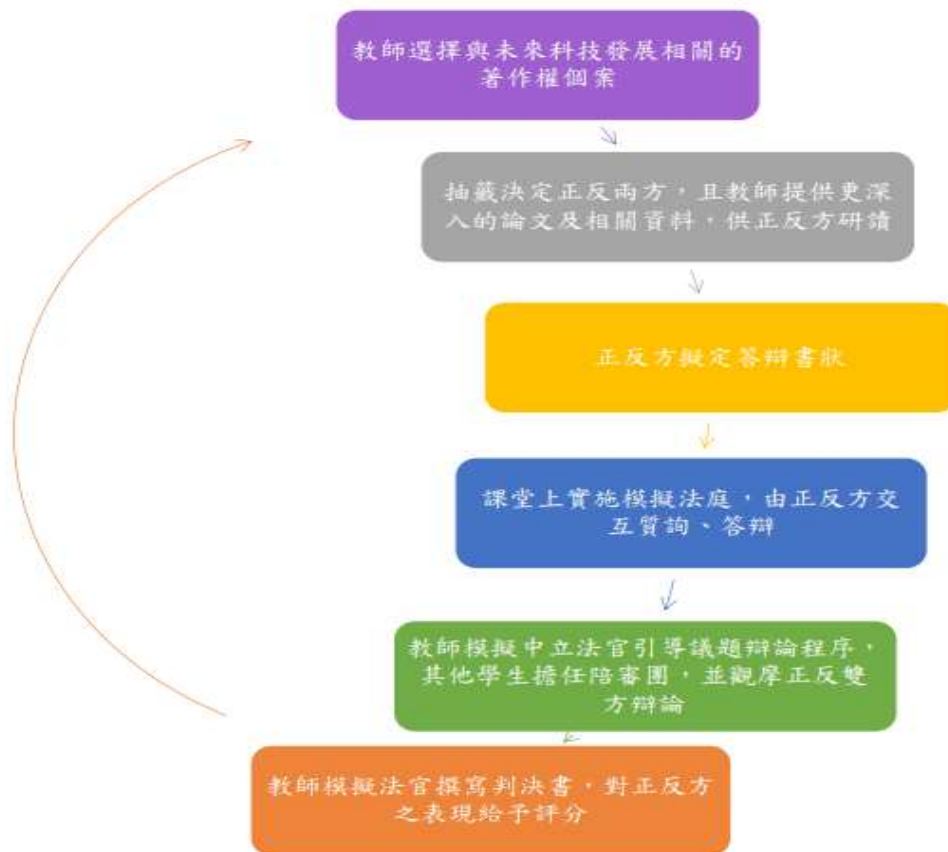 教師選擇與未來科技發展相關的
著作權個案
抽籤決定正反兩方，且教師提供更深
入的論文及相關資料，供正反方研讀
正反方擬定答辯書狀
課堂上實施模擬法庭，由正反方交
互質詢、答辯
教師模擬中立法官引導議題辯論程序，
其他學生擔任陪審團，並觀摩正反雙
方辯論
教師模擬法官撰寫判決書，對正反方
之表現給予評分